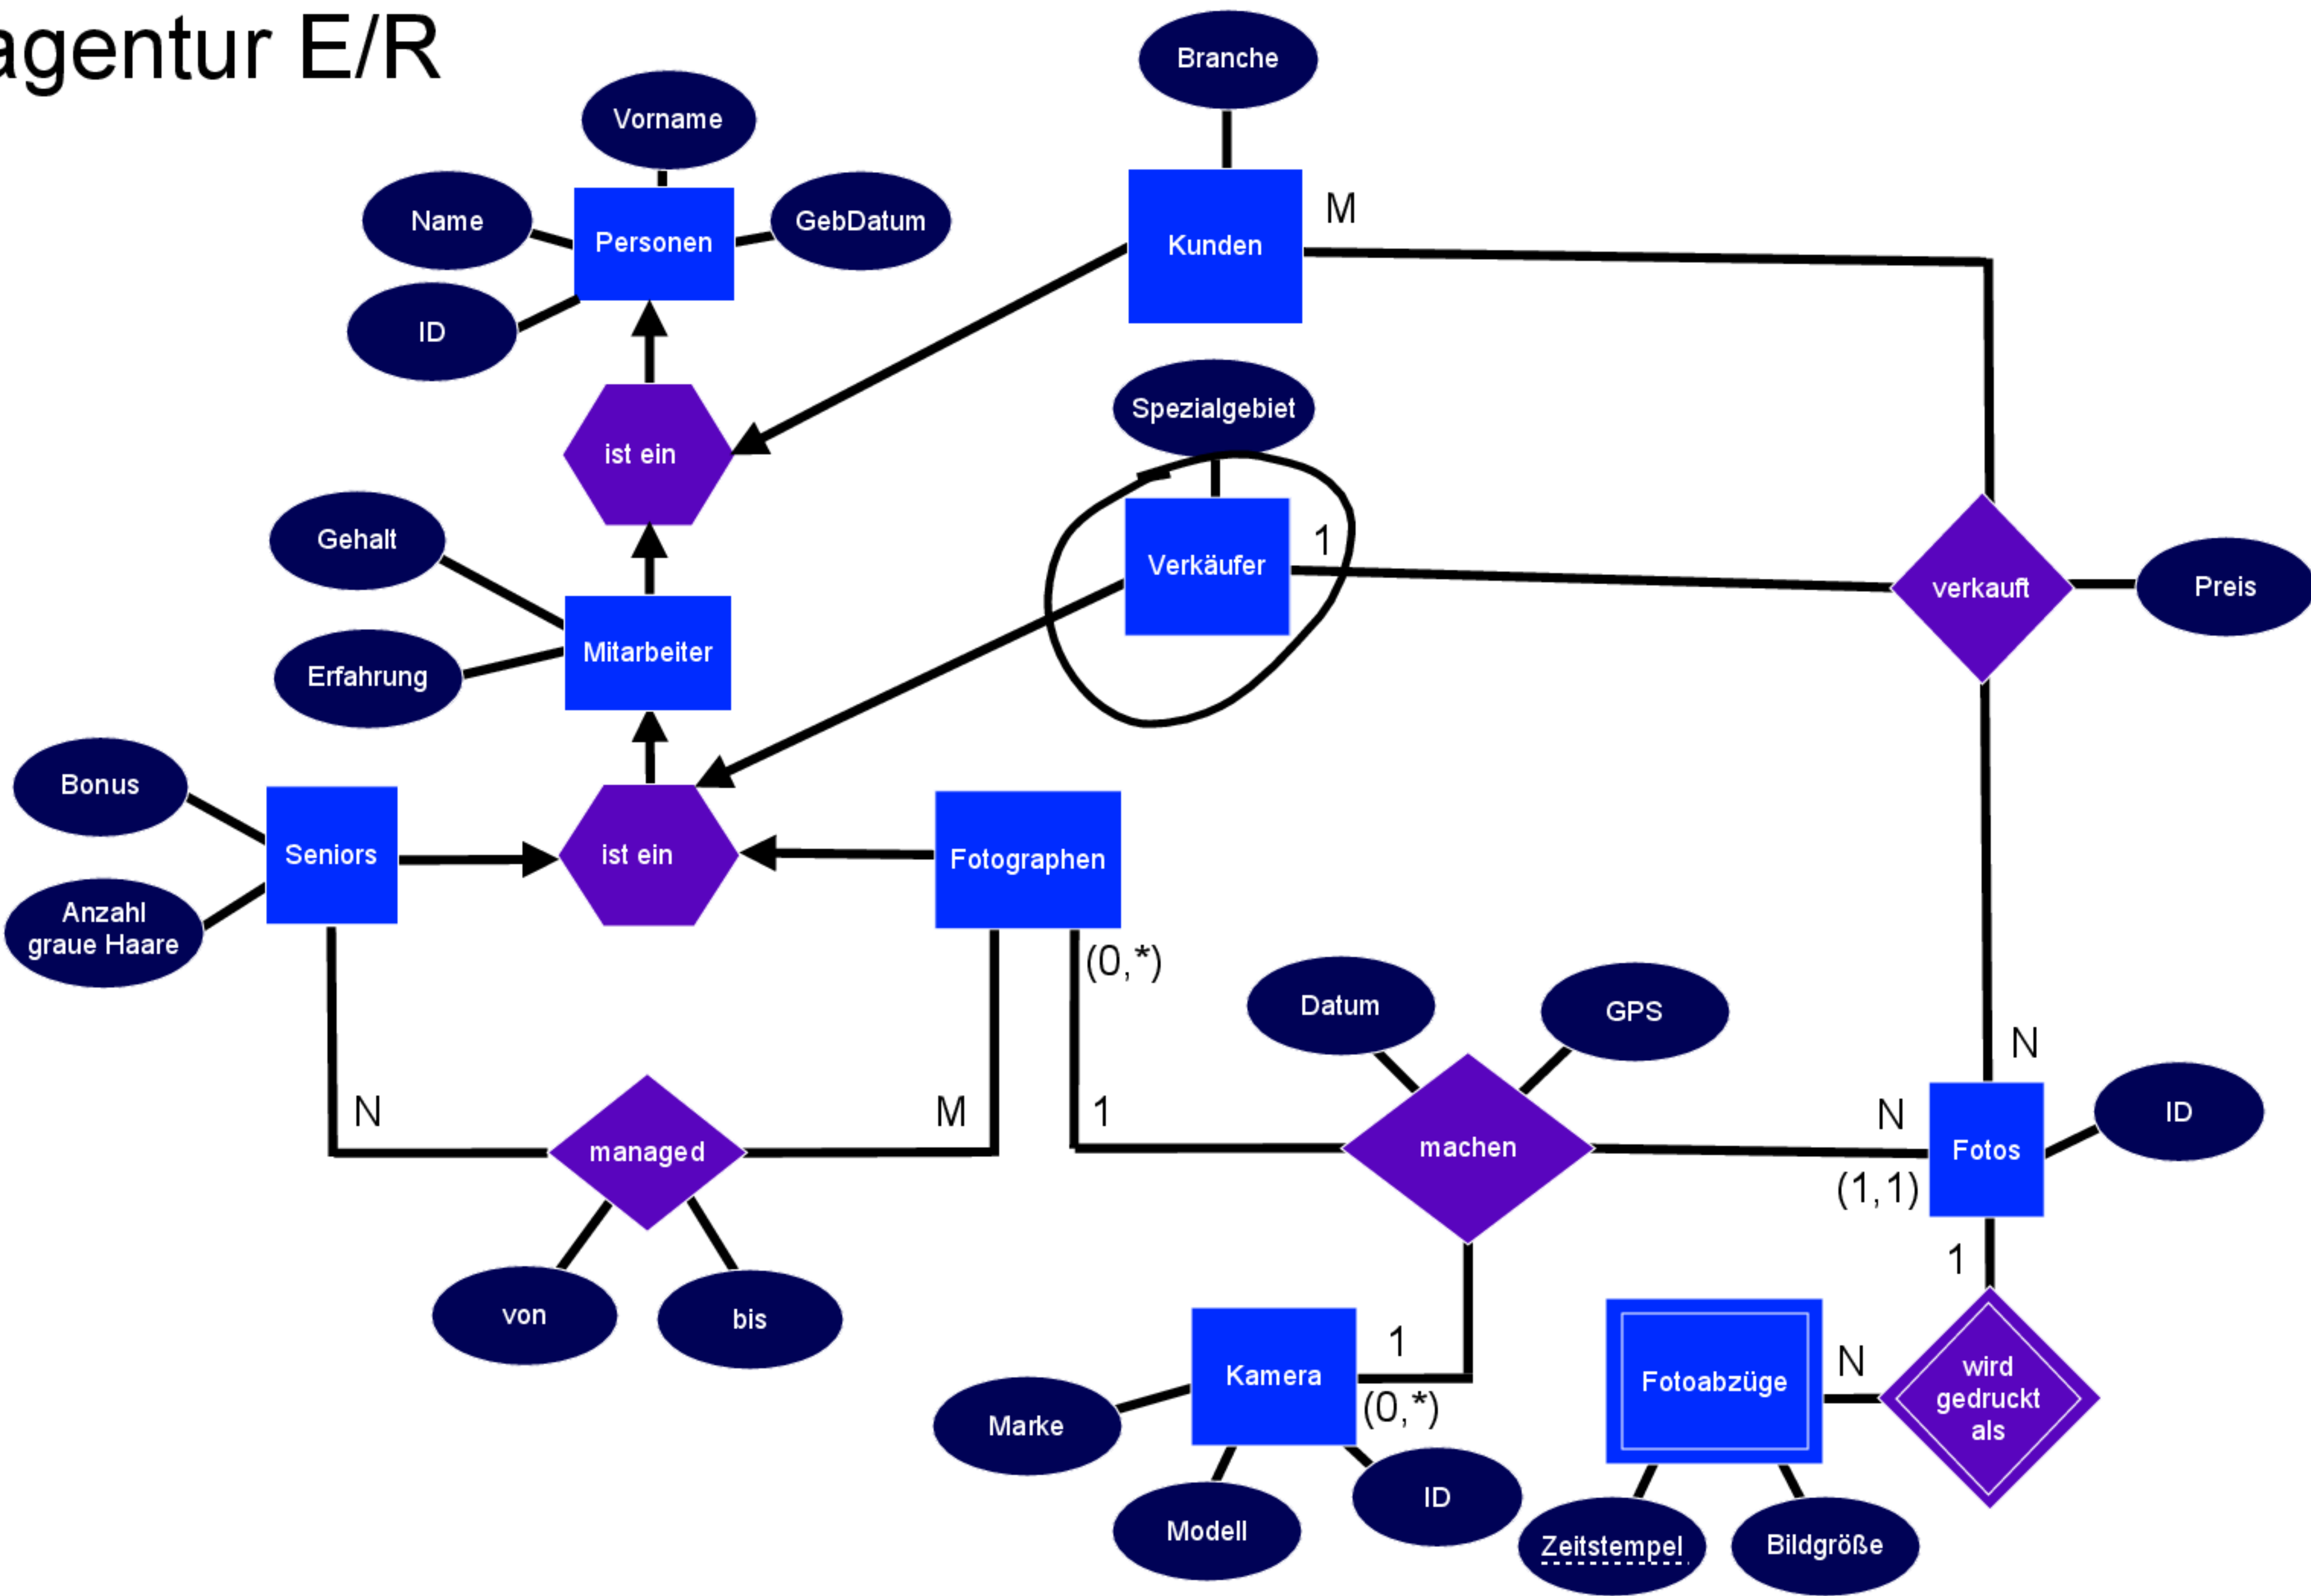 agentur E/R
Branche
Vorname
Name
Personen
GebDatum
Kunden
M
ID
Spezialgebiet
ist ein
Gehalt
Verkäufer
1
verkauft
Preis
Mitarbeiter
Erfahrung
Bonus
Seniors
ist ein
Fotographen
Anzahl
graue Haare
(0,*)
Datum
GPS
N
N
managed
M
1
machen
N
(1,1)
Fotos
ID
von
bis
1
Kamera
1
(0,*)
Fotoabzüge
N
wird
gedruckt
als
Marke
Modell
ID
Zeitstempel
Bildgröße